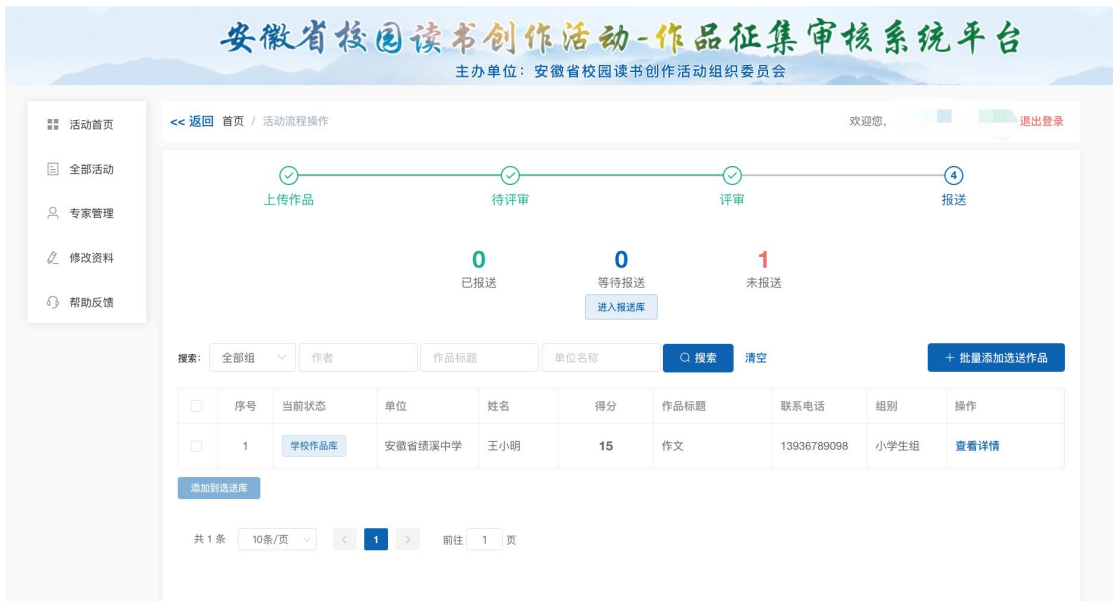 安徽省校园读书创作活动-作品征集审核系统平台
主办单位：安徽省校园读书创作活动组织委员会
活动首页
全部活动
专家管理
修改资料
帮助反馈
<< 返回 首页 / 活动流程操作 欢迎您, 退出登录
4
上传作品 待评审 评审 报送
0 0 1
已报送 等待报送 未报送
进入报送库
搜索: 全部组 作者 作品标题 单位名称 搜索 清空 + 批量添加选送作品
序号 当前状态 单位 姓名 得分 作品标题 联系电话 组别 操作
1 学校作品库 安徽省绩溪中学 王小明 15 作文 13936789098 小学生组 查看详情
添加到选送库
共 1 条 10条/页 < 1 > 前往 1 页